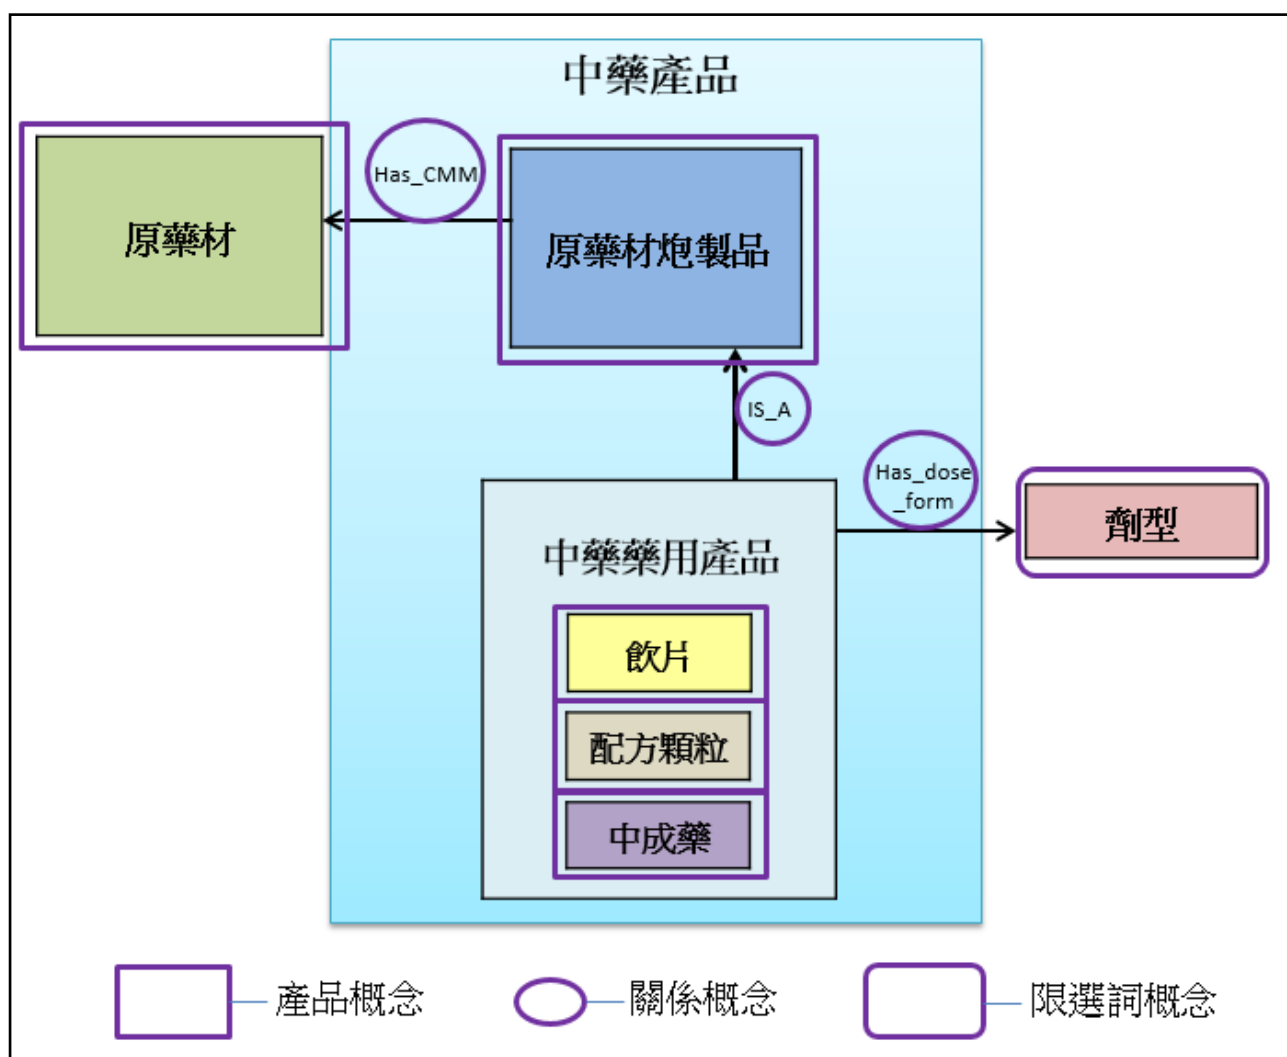 中藥產品
Has_CMM
原藥材
原藥材炮製品
IS_A
Has_dose
_form
劑型
中藥藥用產品
飲片
配方顆粒
中成藥
產品概念
關係概念
限選詞概念